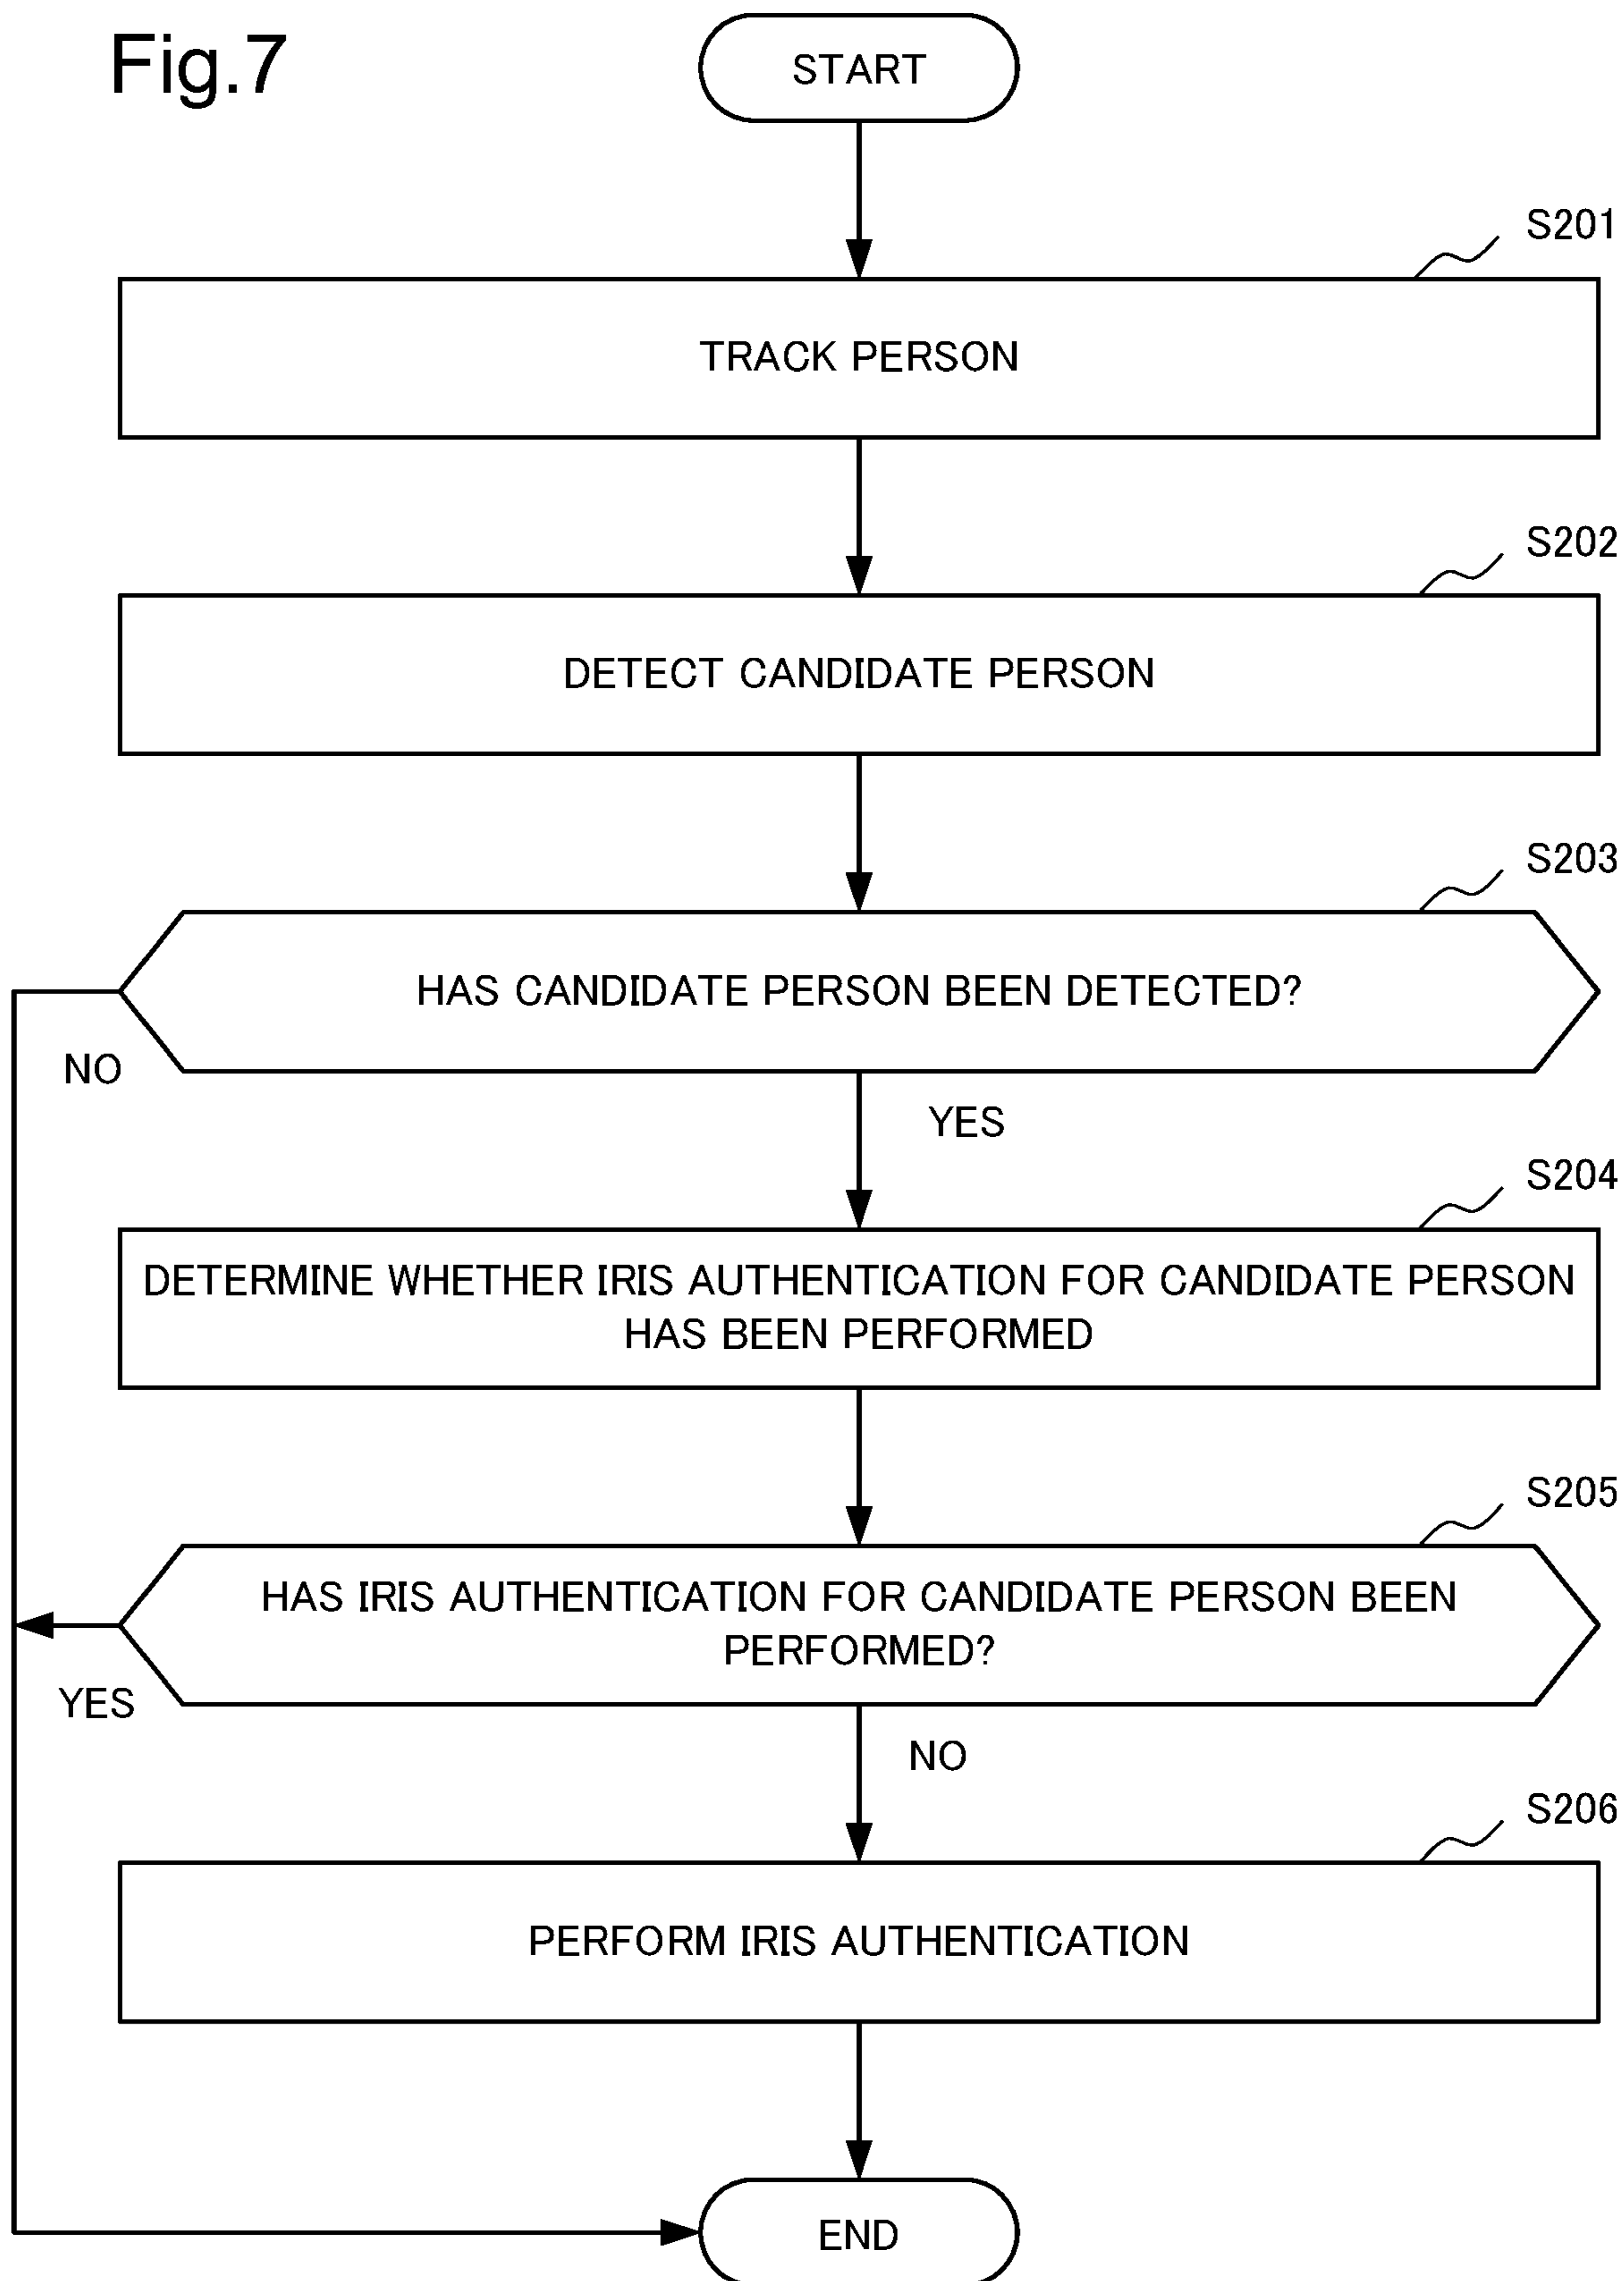 Fig.7
START
S201
TRACK PERSON
S202
DETECT CANDIDATE PERSON
S203
HAS CANDIDATE PERSON BEEN DETECTED?
NO
YES
S204
DETERMINE WHETHER IRIS AUTHENTICATION FOR CANDIDATE PERSON
HAS BEEN PERFORMED
S205
HAS IRIS AUTHENTICATION FOR CANDIDATE PERSON BEEN
PERFORMED?
YES
NO
S206
PERFORM IRIS AUTHENTICATION
END